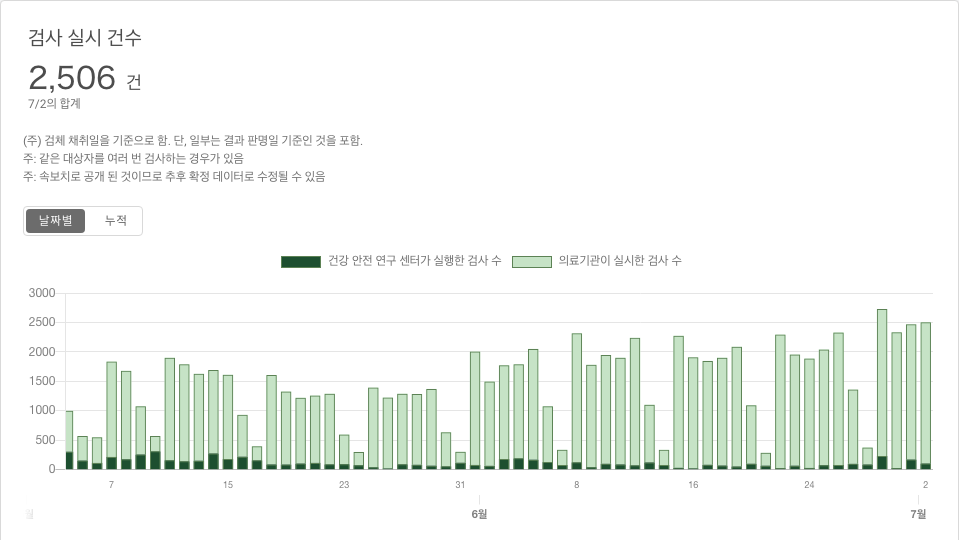 검사 실시 건수
2,506 건
7/2의 합계
(주) 검체 채취일을 기준으로 함. 단, 일부는 결과 판명일 기준인 것을 포함.
주: 같은 대상자를 여러 번 검사하는 경우가 있음
주: 속보치로 공개 된 것이므로 추후 확정 데이터로 수정될 수 있음
날짜별 누적
건강 안전 연구 센터가 실행한 검사 수 의료기관이 실시한 검사 수
3000
2500
2000
1500
1000
500
0
7 15 23 31 8 16 24 2
월 6월 7월